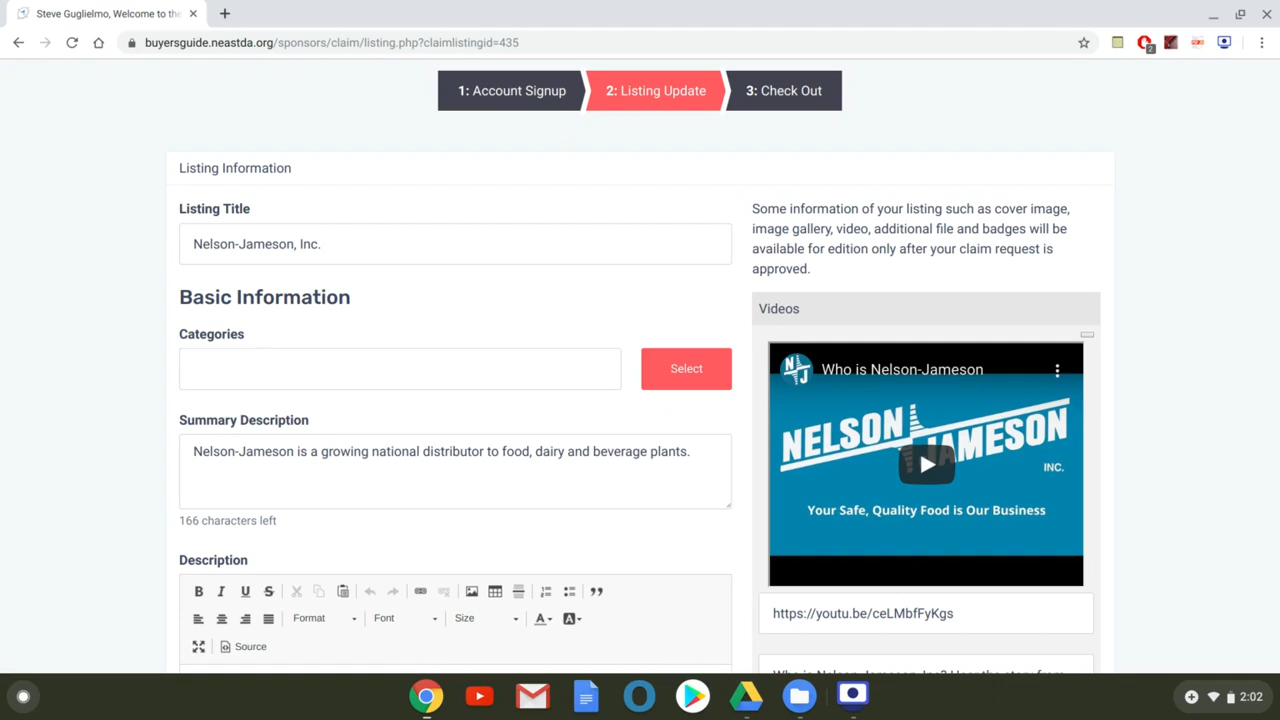 Steve Guglielmo, Welcome to the
buyersguide.neastda.org/sponsors/claim/listing.php?claimlistingid=435
2
1: Account Signup
2: Listing Update
3: Check Out
Listing Information
Listing Title
Nelson-Jameson, Inc.
Basic Information
Categories
Select
Summary Description
Nelson-Jameson is a growing national distributor to food, dairy and beverage plants.
166 characters left
Description
B I U S
Format Font Size A A
Source
Some information of your listing such as cover image,
image gallery, video, additional file and badges will be
available for edition only after your claim request is
approved.
Videos
NJ
Who is Nelson-Jameson
NELSON
JAMESON
INC.
Your Safe, Quality Food is Our Business
https://youtu.be/ceLMbfFyKgs
2:02